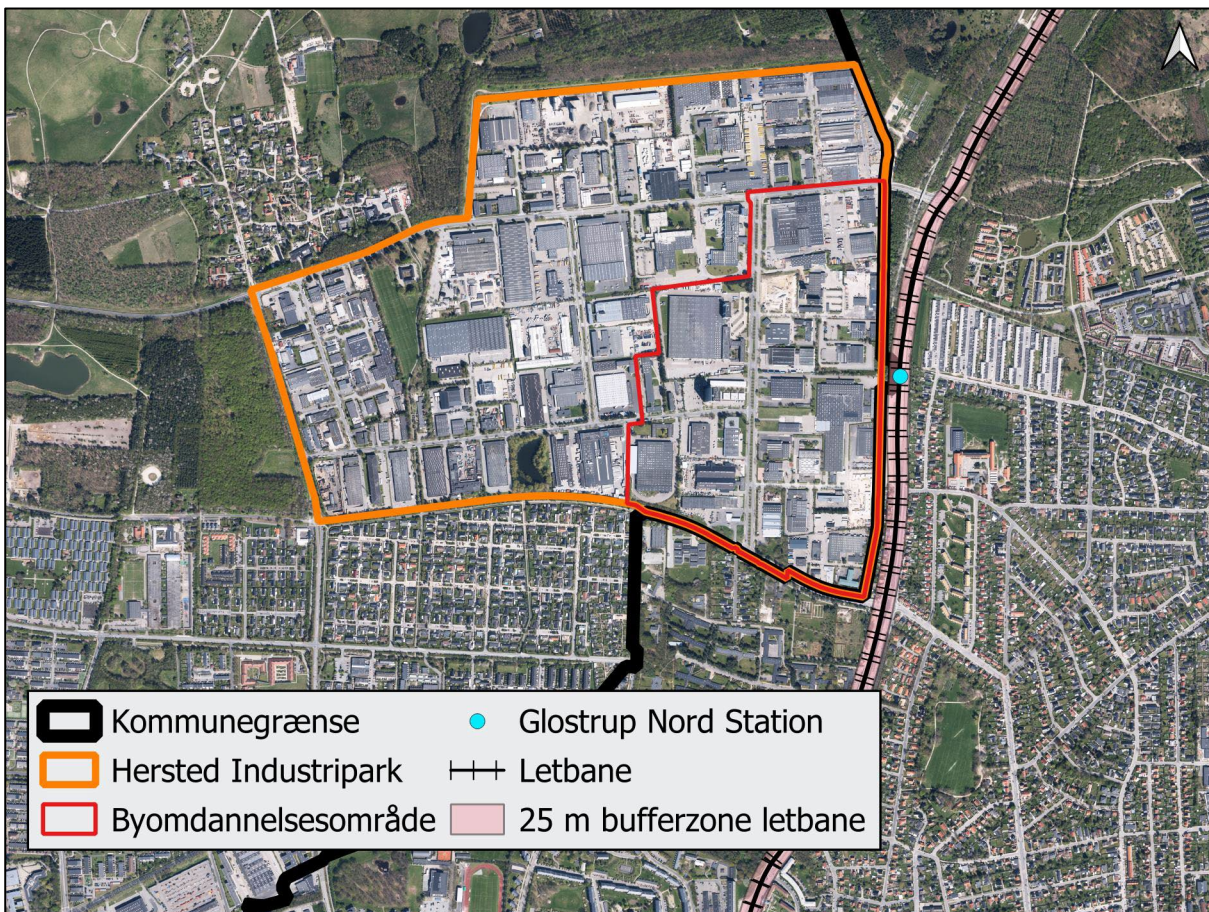 Kommunegrænse
Hersted Industripark
Byomdannelsesområde
Glostrup Nord Station
Letbane
25 m bufferzone letbane